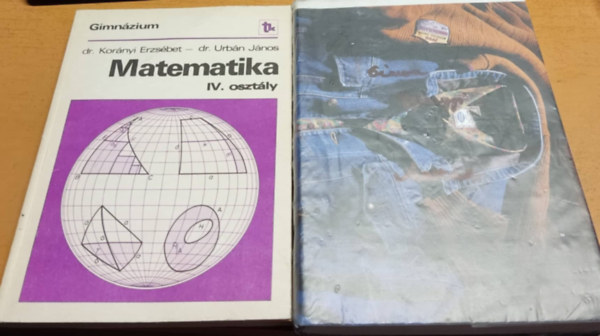 Gimnázium
dr. Korányi Erzsébet – dr. Urbán János
Matematika
IV. osztály